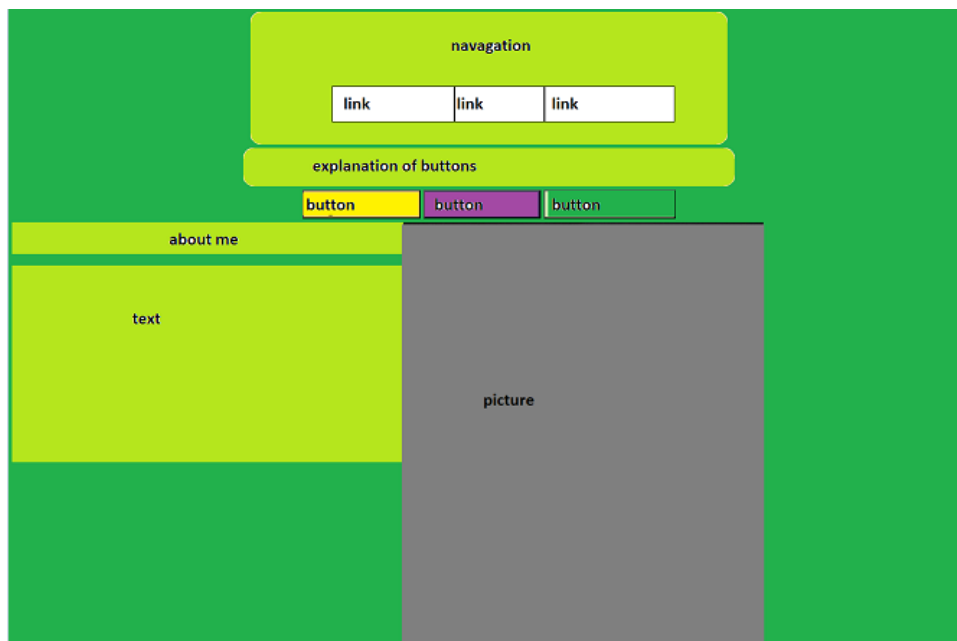 navagation
link link link
explanation of buttons
button button button
about me
text
picture